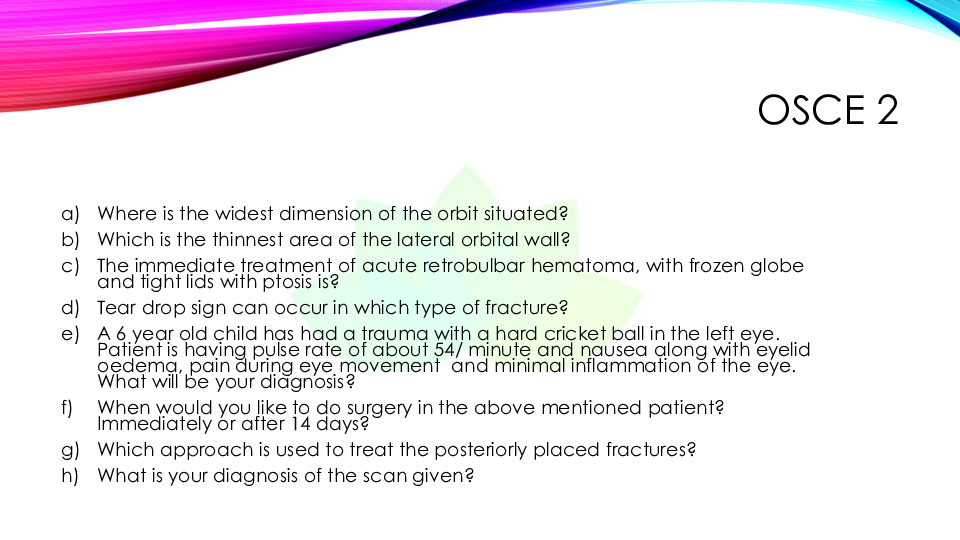 OSCE 2
a) Where is the widest dimension of the orbit situated?
b) Which is the thinnest area of the lateral orbital wall?
c) The immediate treatment of acute retrobulbar hematoma, with frozen globe
and tight lids with ptosis is?
d) Tear drop sign can occur in which type of fracture?
e) A 6 year old child has had a trauma with a hard cricket ball in the left eye.
Patient is having pulse rate of about 54/ minute and nausea along with eyelid
oedema, pain during eye movement  and minimal inflammation of the eye.
What will be your diagnosis?
f) When would you like to do surgery in the above mentioned patient?
Immediately or after 14 days?
g) Which approach is used to treat the posteriorly placed fractures?
h) What is your diagnosis of the scan given?